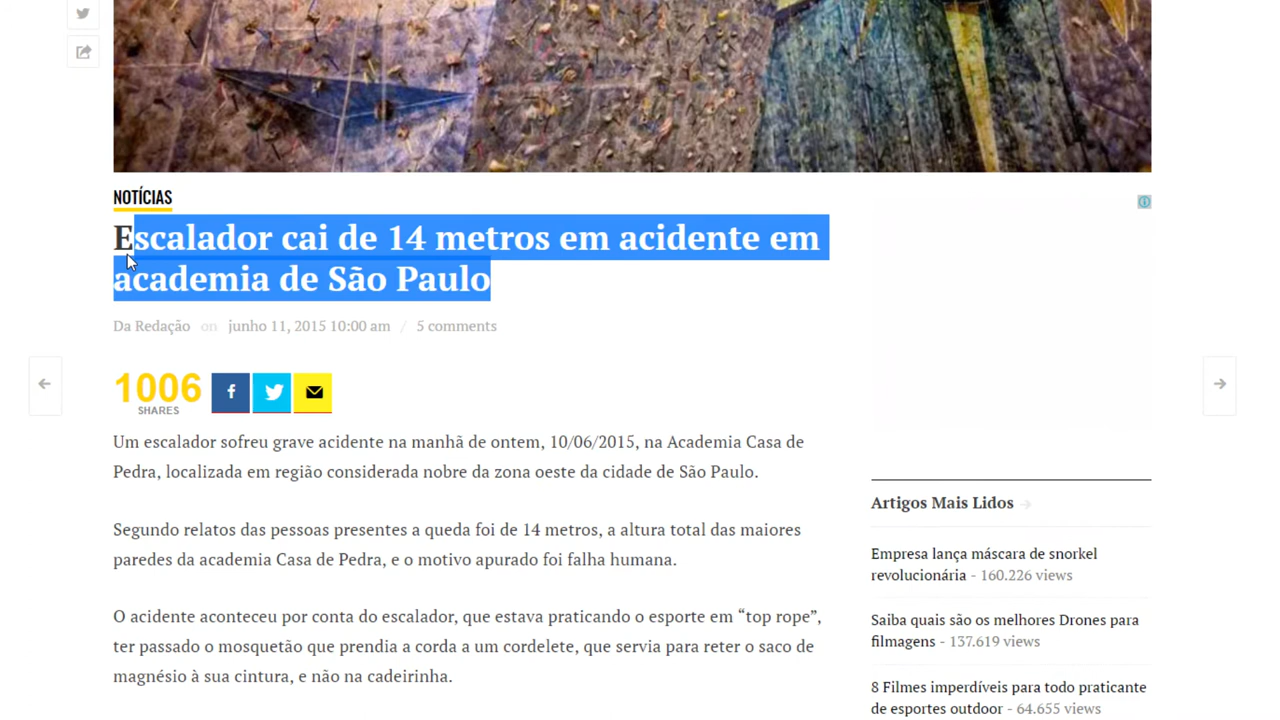 NOTÍCIAS
Escalador cai de 14 metros em acidente em
academia de São Paulo
Da Redação on junho 11, 2015 10:00 am / 5 comments
1006
SHARES
Um escalador sofreu grave acidente na manhã de ontem, 10/06/2015, na Academia Casa de
Pedra, localizada em região considerada nobre da zona oeste da cidade de São Paulo.
Segundo relatos das pessoas presentes a queda foi de 14 metros, a altura total das maiores
paredes da academia Casa de Pedra, e o motivo apurado foi falha humana.
O acidente aconteceu por conta do escalador, que estava praticando o esporte em “top rope”,
ter passado o mosquetão que prendia a corda a um cordelete, que servia para reter o saco de
magnésio à sua cintura, e não na cadeirinha.
Artigos Mais Lidos
Empresa lança máscara de snorkel
revolucionária - 160.226 views
Saiba quais são os melhores Drones para
filmagens - 137.619 views
8 Filmes imperdíveis para todo praticante
de esportes outdoor - 64.655 views